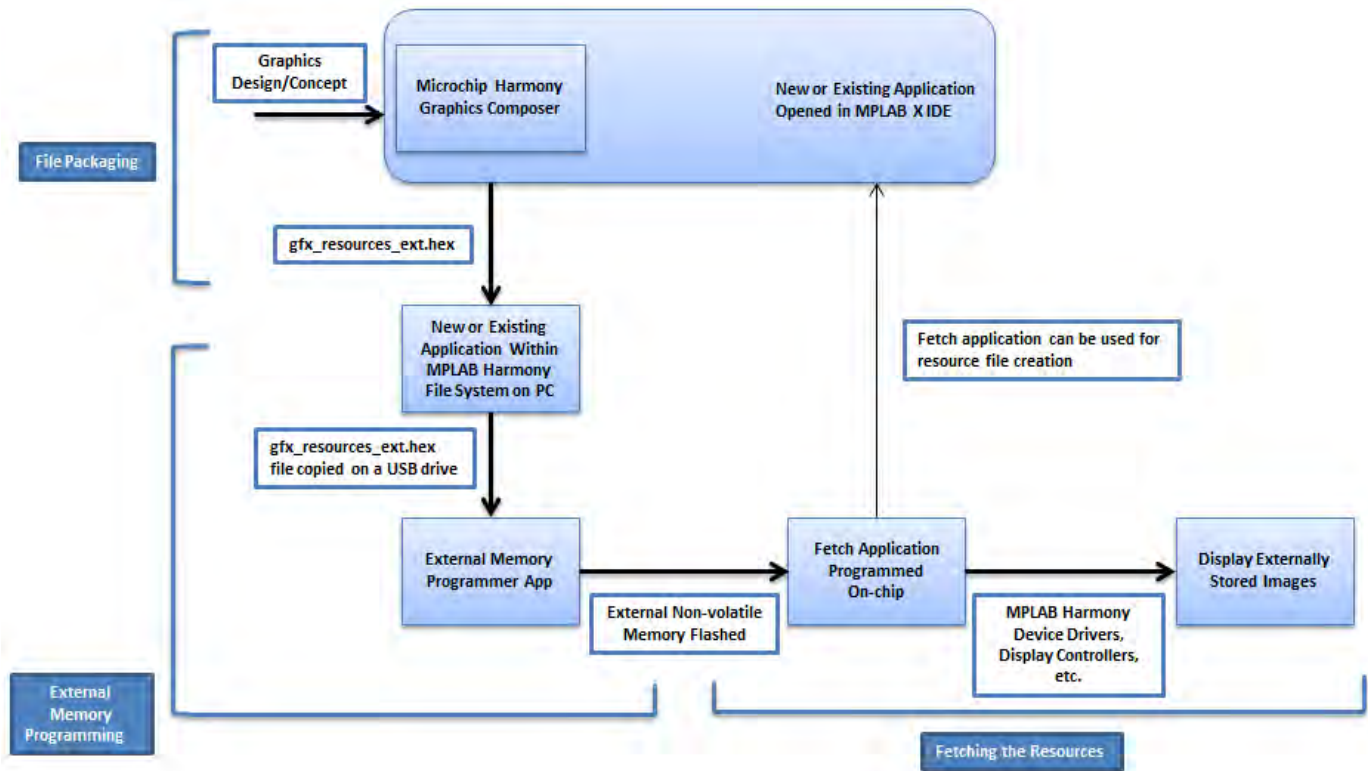 Graphics
Design/Concept
Microchip Harmony
Graphics Composer
New or Existing Application
Opened in MPLAB X IDE
File Packaging
gfx_resources_ext.hex
New or Existing
Application Within
MPLAB Harmony
File System on PC
Fetch application can be used for
resource file creation
gfx_resources_ext.hex
file copied on a USB drive
External Memory
Programmer App
External Non-volatile
Memory Flashed
Fetch Application
Programmed
On-chip
MPLAB Harmony
Device Drivers,
Display Controllers,
etc.
Display Externally
Stored Images
External
Memory
Programming
Fetching the Resources